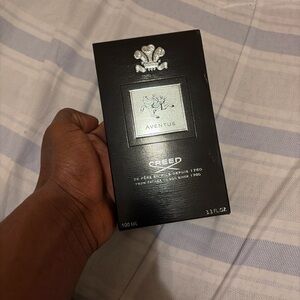 AVENTUS
CREED
DE PÈRE EN FILS DEPUIS 1760
FROM FATHER TO SON SINCE 1760
100 ML
3.3 FL.OZ